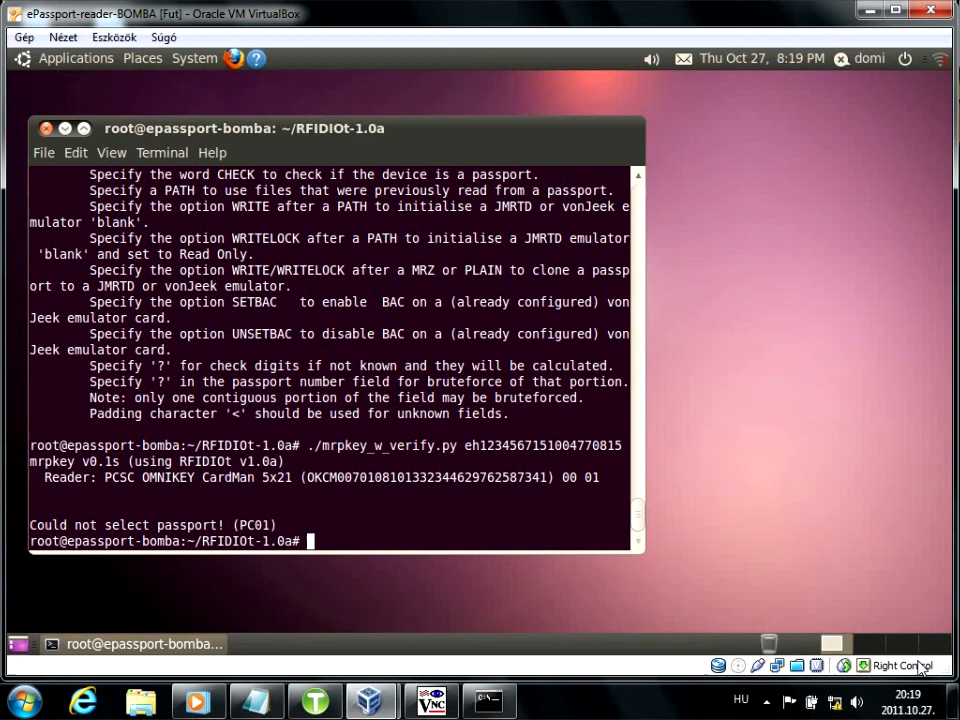 ePassport-reader-BOMBA [Fut] - Oracle VM VirtualBox
Gép Nézet Eszközök Súgó
Applications Places System ? Thu Oct 27, 8:19 PM domi
root@epassport-bomba: ~/RFIDIOt-1.0a
File Edit View Terminal Help
Specify the word CHECK to check if the device is a passport.
Specify a PATH to use files that were previously read from a passport.
Specify the option WRITE after a PATH to initialise a JMRTD or vonJeek e
mulator 'blank'.
Specify the option WRITELOCK after a PATH to initialise a JMRTD emulator
'blank' and set to Read Only.
Specify the option WRITE/WRITELOCK after a MRZ or PLAIN to clone a passp
ort to a JMRTD or vonJeek emulator.
Specify the option SETBAC to enable BAC on a (already configured) von
Jeek emulator card.
Specify the option UNSETBAC to disable BAC on a (already configured) von
Jeek emulator card.
Specify '?' for check digits if not known and they will be calculated.
Specify '?' in the passport number field for bruteforce of that portion.
Note: only one contiguous portion of the field may be bruteforced.
Padding character '<' should be used for unknown fields.
root@epassport-bomba:~/RFIDIOt-1.0a# ./mrpkey_w_verify.py eh1234567151004770815
mrpkey v0.1s (using RFIDIOt v1.0a)
Reader: PCSC OMNIKEY CardMan 5x21 (OKCM0070108101332344629762587341) 00 01
Could not select passport! (PC01)
root@epassport-bomba:~/RFIDIOt-1.0a#
root@epassport-bomba...
Right Control
VNC
HU
20:19
2011.10.27.